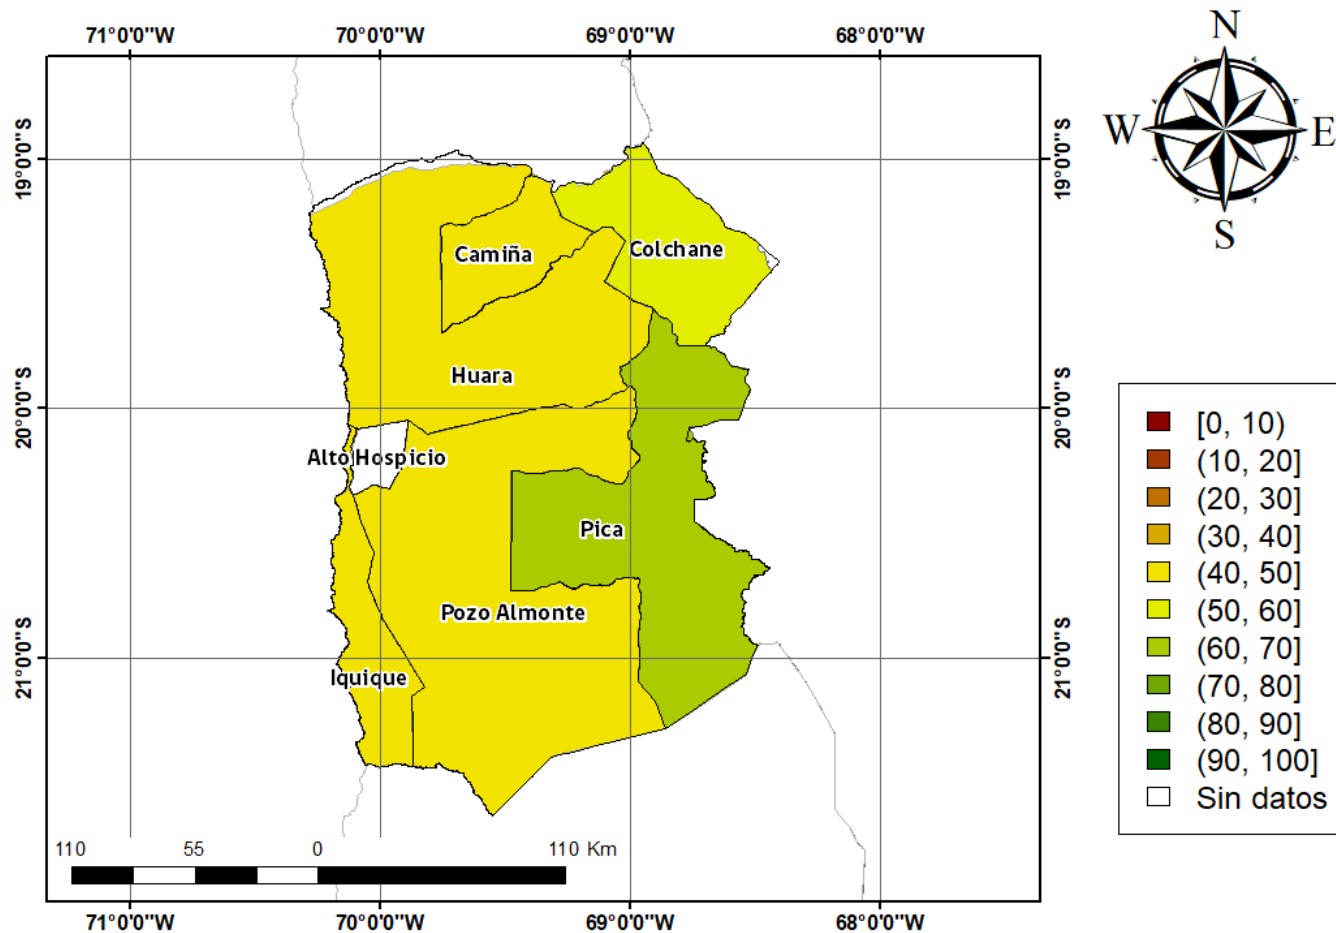 71°0'0"W 70°0'0"W 69°0'0"W 68°0'0"W
N
W E
S
19°0'0"S 19°0'0"S
Camiña Colchane
Huara
20°0'0"S 20°0'0"S
Alto Hospicio
Pica
Pozo Almonte
21°0'0"S 21°0'0"S
Iquique
110 55 0 110 Km
71°0'0"W 70°0'0"W 69°0'0"W 68°0'0"W
[0, 10)
(10, 20]
(20, 30]
(30, 40]
(40, 50]
(50, 60]
(60, 70]
(70, 80]
(80, 90]
(90, 100]
Sin datos